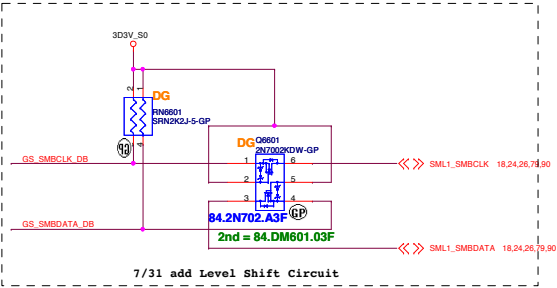 3D3V_S0
2 1
DG
RN6601
SRN2K2J-5-GP
3 4
DG Q6601
2N7002KDW-GP
GS_SMBCLK_DB 1 6 SML1_SMBCLK 18,24,26,79,90
2 5
3 4
GP
84.2N702.A3F
GS_SMBDATA_DB
2nd = 84.DM601.03F
SML1_SMBDATA 18,24,26,79,90
7/31 add Level Shift Circuit